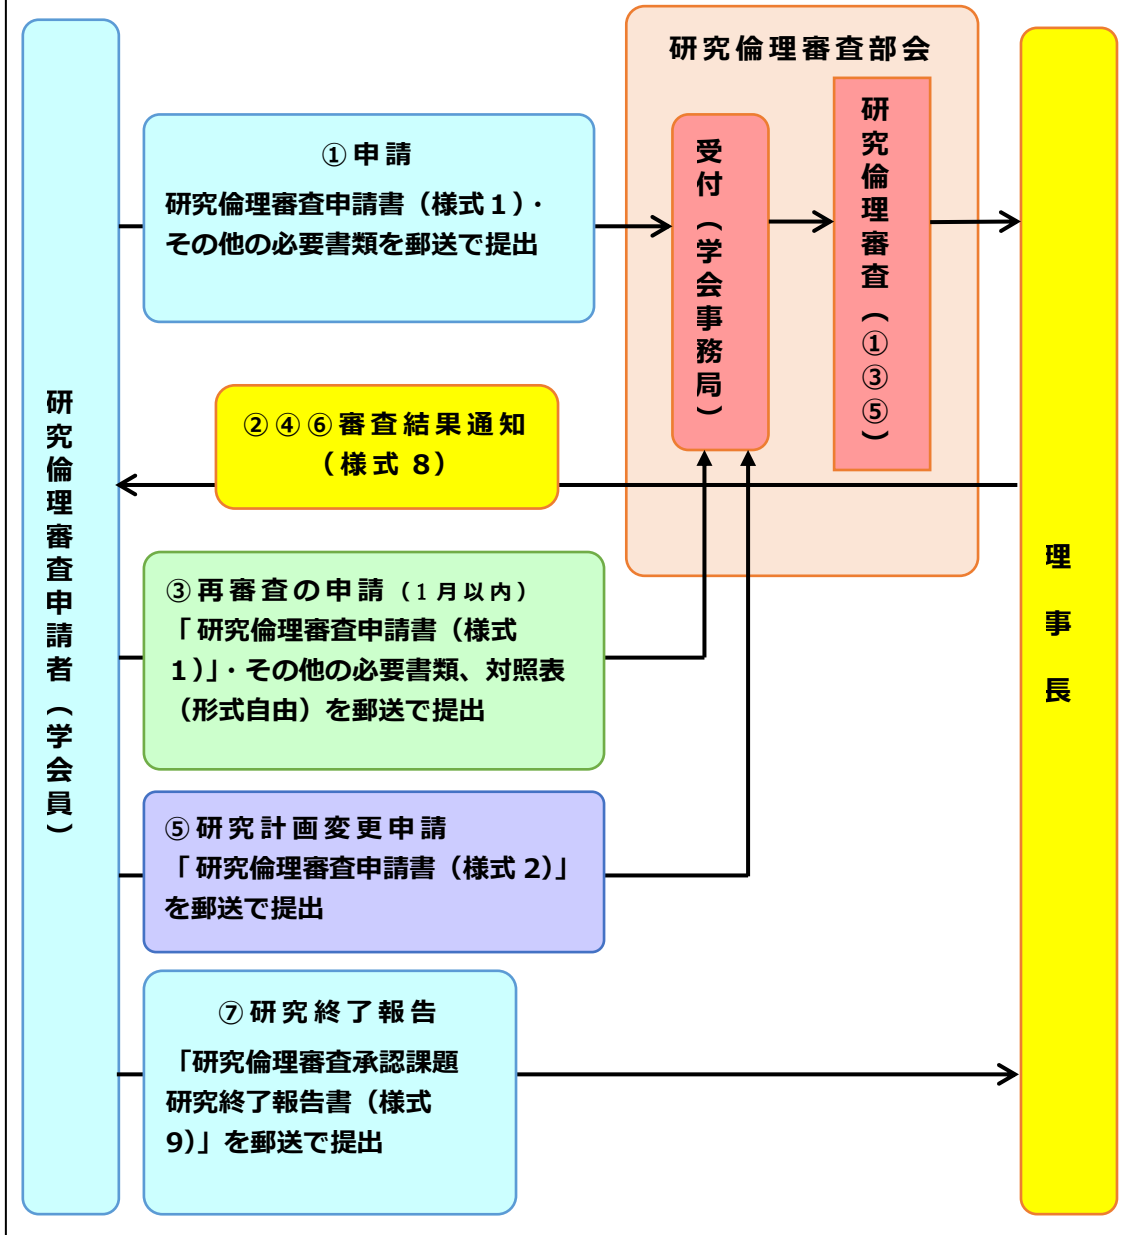 研究倫理審査申請者（学会員）
①申請
研究倫理審査申請書（様式１）・
その他の必要書類を郵送で提出
研究倫理審査部会
受付（学会事務局）
研究倫理審査（①③⑤）
理事長
②④⑥審査結果通知
（様式 8）
③再審査の申請（１月以内）
「研究倫理審査申請書（様式
１）」・その他の必要書類、対照表
（形式自由）を郵送で提出
⑤研究計画変更申請
「研究倫理審査申請書（様式 2）」
を郵送で提出
⑦研究終了報告
「研究倫理審査承認課題
研究終了報告書（様式
9）」を郵送で提出